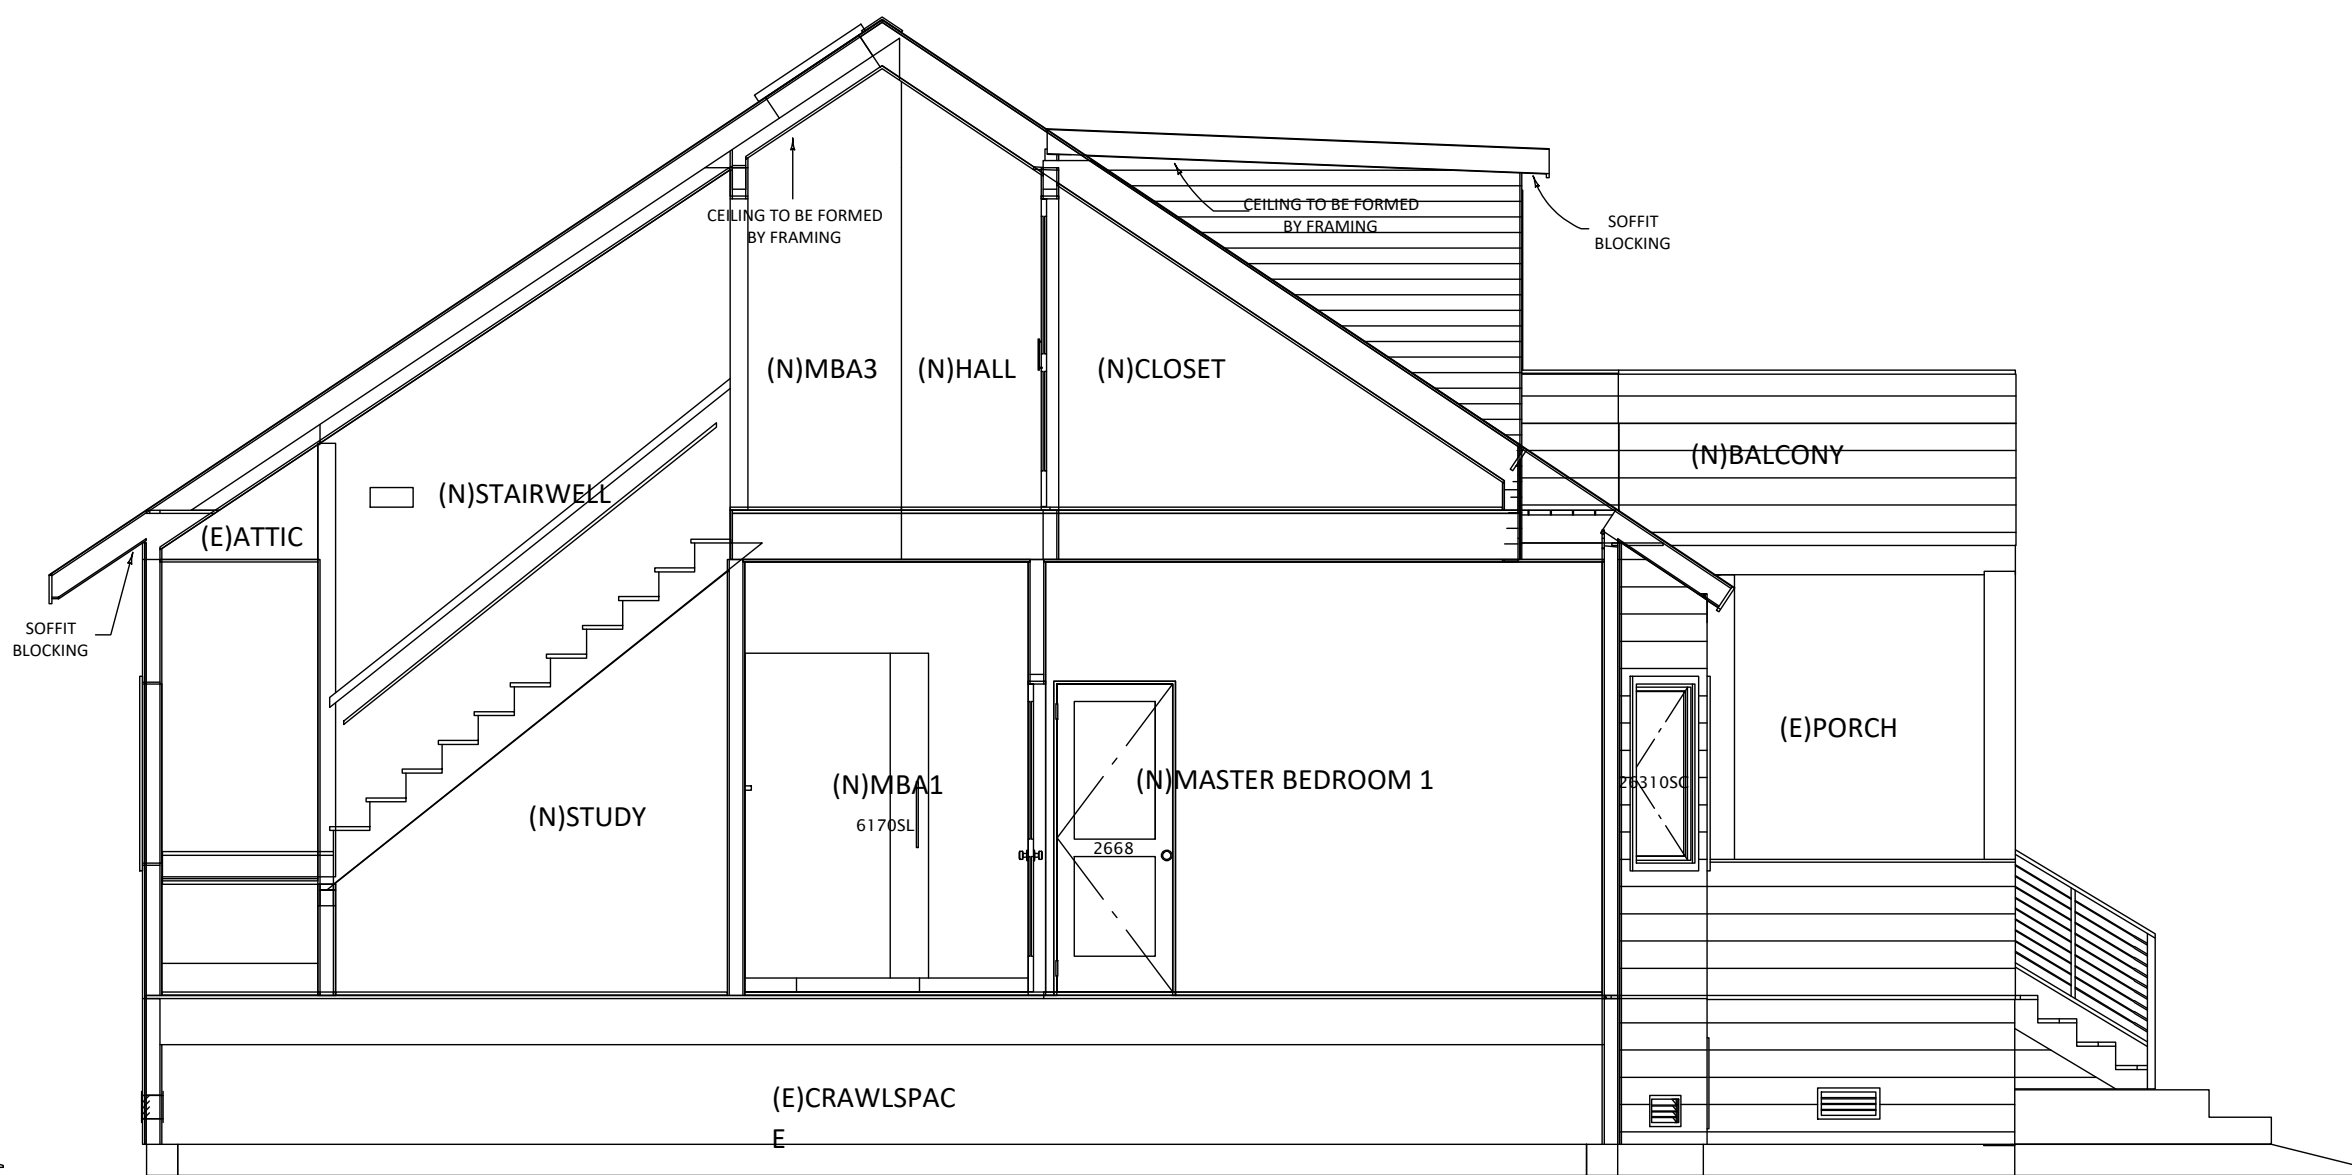 CEILING TO BE FORMED
BY FRAMING
CEILING TO BE FORMED
BY FRAMING
SOFFIT
BLOCKING
(N)MBA3
(N)HALL
(N)CLOSET
(N)BALCONY
(N)STAIRWELL
(E)ATTIC
SOFFIT
BLOCKING
(E)PORCH
(N)MBA1
(N)MASTER BEDROOM 1
26310SC
(N)STUDY
6170SL
2668
(E)CRAWLSPAC
E